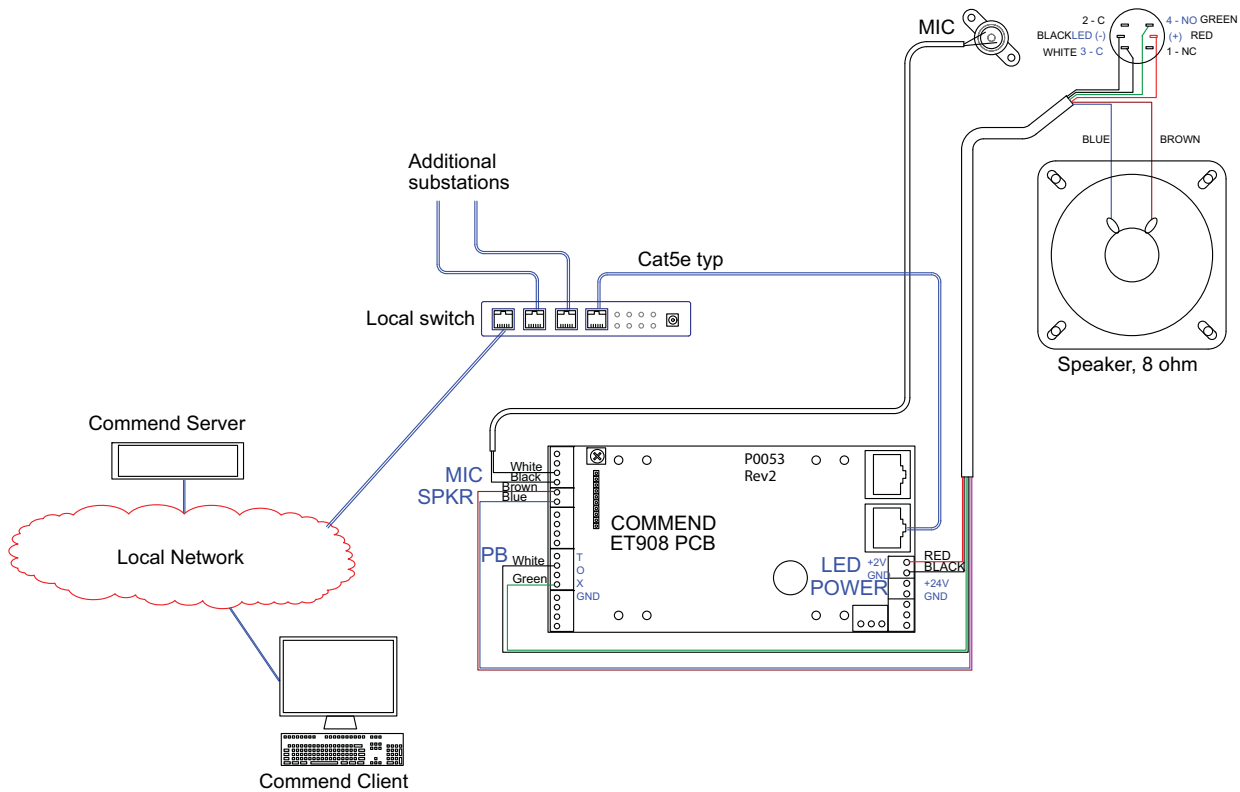 MIC
2 - C
4 - NO GREEN
BLACKLED (-)
(+) RED
WHITE 3 - C
1 - NC
BLUE
BROWN
Additional
substations
Cat5e typ
Local switch
Speaker, 8 ohm
Commend Server
Local Network
Commend Client
MIC
White
Black
SPKR
Brown
Blue
P0053
Rev2
COMMEND
ET908 PCB
PB
White
Green
T
O
X
GND
LED
+2V
GND
RED
BLACK
POWER
+24V
GND